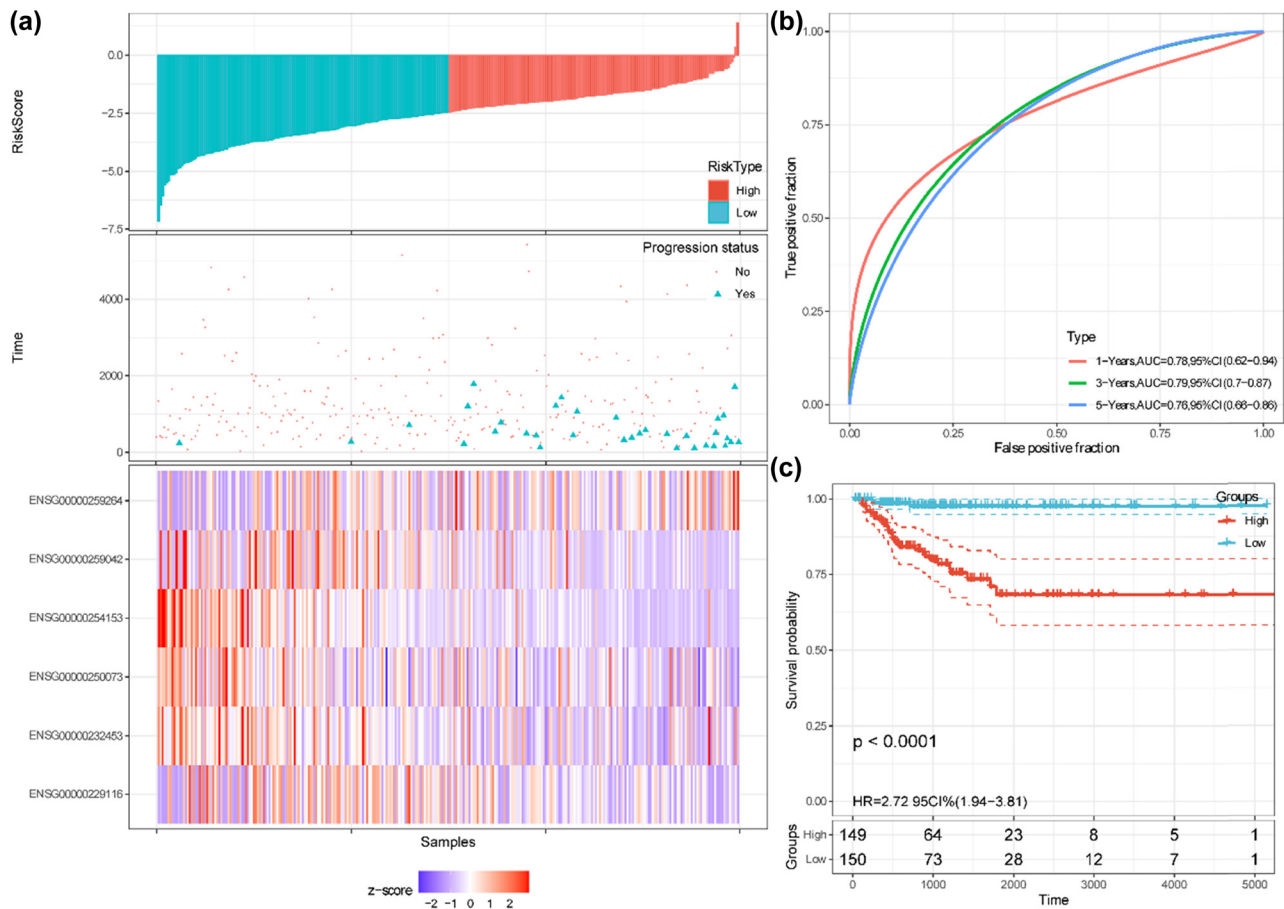 (a)
0.0
−2.5
−5.0
−7.5
RiskScore
RiskType
High
Low
Progression status
No
Yes
4000
2000
0
Time
ENSG00000259264
ENSG00000259042
ENSG00000254153
ENSG00000250073
ENSG00000232453
ENSG00000229116
Samples
z−score
−2 −1 0 1 2
(b)
1.00
0.75
0.50
0.25
0.00
True positive fraction
Type
1−Years,AUC=0.78,95%CI(0.62−0.94)
3−Years,AUC=0.79,95%CI(0.7−0.87)
5−Years,AUC=0.76,95%CI(0.66−0.86)
0.00 0.25 0.50 0.75 1.00
False positive fraction
(c)
1.00
0.75
0.50
0.25
0.00
Survival probability
Groups
High
Low
p < 0.0001
HR=2.72 95CI%(1.94−3.81)
Groups
High 149 64 23 8 5 1
Low 150 73 28 12 7 1
0 1000 2000 3000 4000 5000
Time